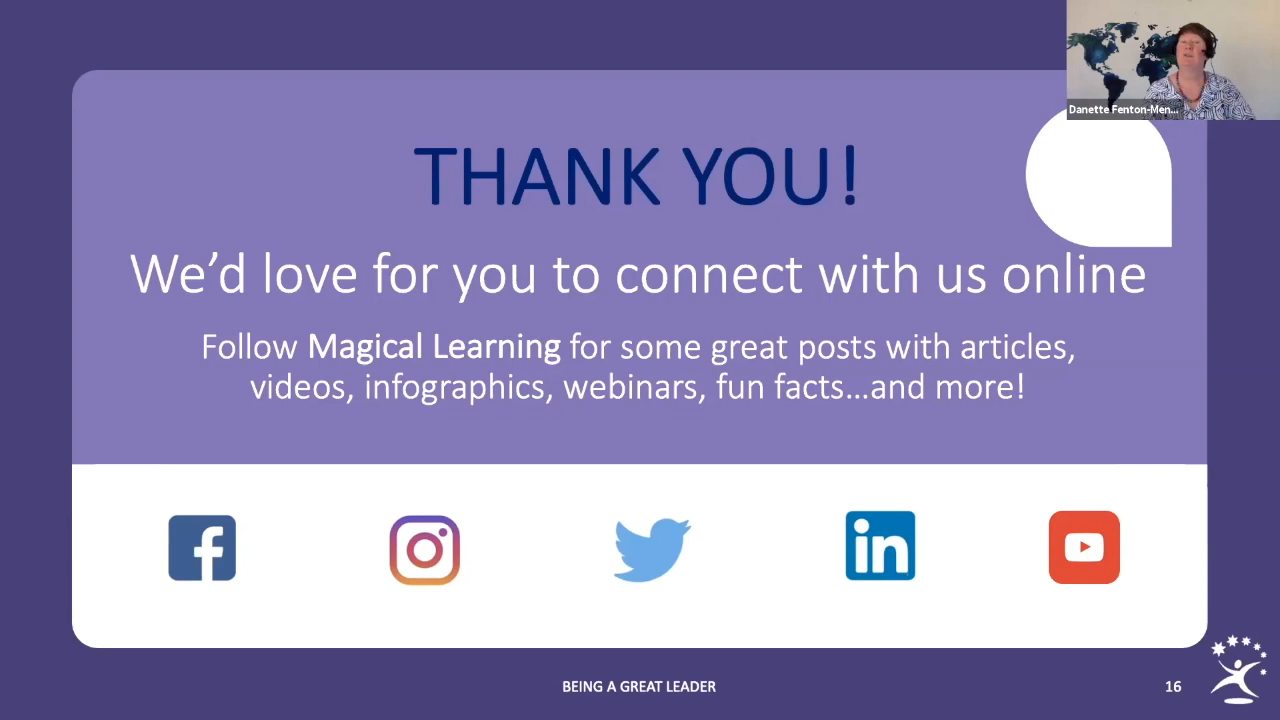 Danette Fenton-Men...
THANK YOU!
We’d love for you to connect with us online
Follow Magical Learning for some great posts with articles,
videos, infographics, webinars, fun facts…and more!
f
in
BEING A GREAT LEADER
16